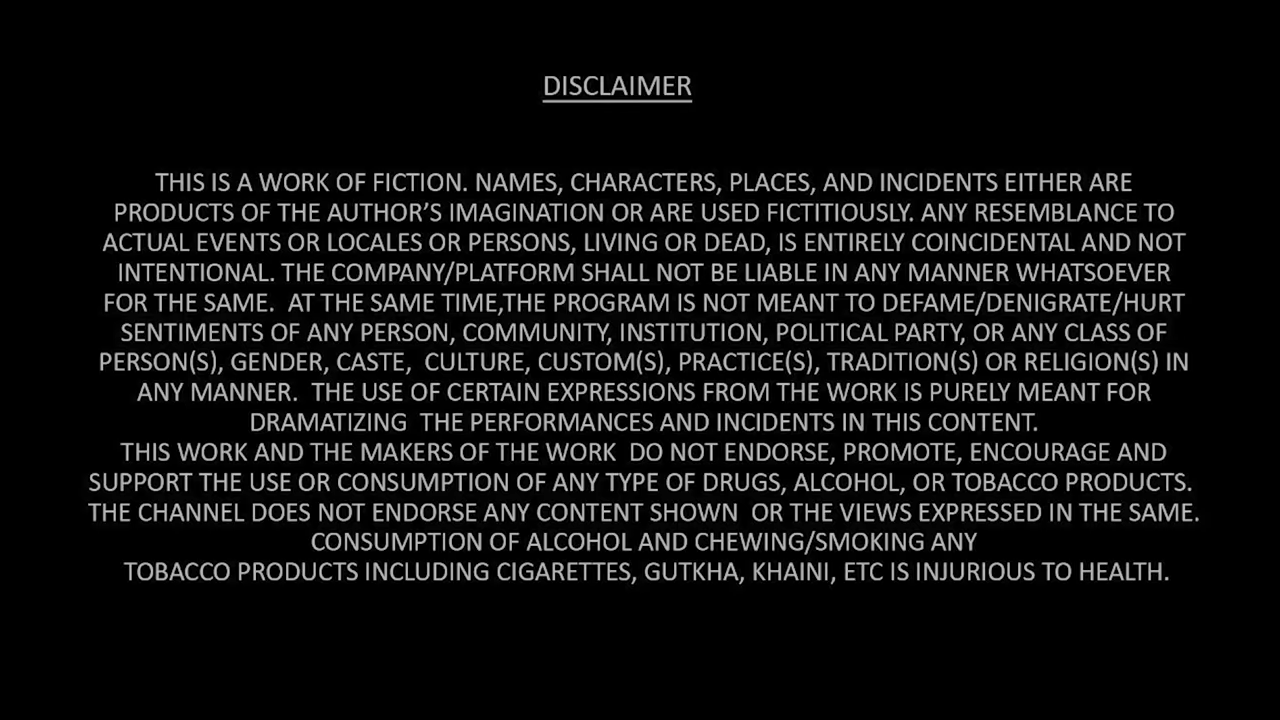 DISCLAIMER
THIS IS A WORK OF FICTION. NAMES, CHARACTERS, PLACES, AND INCIDENTS EITHER ARE
PRODUCTS OF THE AUTHOR’S IMAGINATION OR ARE USED FICTITIOUSLY. ANY RESEMBLANCE TO
ACTUAL EVENTS OR LOCALES OR PERSONS, LIVING OR DEAD, IS ENTIRELY COINCIDENTAL AND NOT
INTENTIONAL. THE COMPANY/PLATFORM SHALL NOT BE LIABLE IN ANY MANNER WHATSOEVER
FOR THE SAME.  AT THE SAME TIME,THE PROGRAM IS NOT MEANT TO DEFAME/DENIGRATE/HURT
SENTIMENTS OF ANY PERSON, COMMUNITY, INSTITUTION, POLITICAL PARTY, OR ANY CLASS OF
PERSON(S), GENDER, CASTE,  CULTURE, CUSTOM(S), PRACTICE(S), TRADITION(S) OR RELIGION(S) IN
ANY MANNER.  THE USE OF CERTAIN EXPRESSIONS FROM THE WORK IS PURELY MEANT FOR
DRAMATIZING  THE PERFORMANCES AND INCIDENTS IN THIS CONTENT.
THIS WORK AND THE MAKERS OF THE WORK  DO NOT ENDORSE, PROMOTE, ENCOURAGE AND
SUPPORT THE USE OR CONSUMPTION OF ANY TYPE OF DRUGS, ALCOHOL, OR TOBACCO PRODUCTS.
THE CHANNEL DOES NOT ENDORSE ANY CONTENT SHOWN  OR THE VIEWS EXPRESSED IN THE SAME.
CONSUMPTION OF ALCOHOL AND CHEWING/SMOKING ANY
TOBACCO PRODUCTS INCLUDING CIGARETTES, GUTKHA, KHAINI, ETC IS INJURIOUS TO HEALTH.